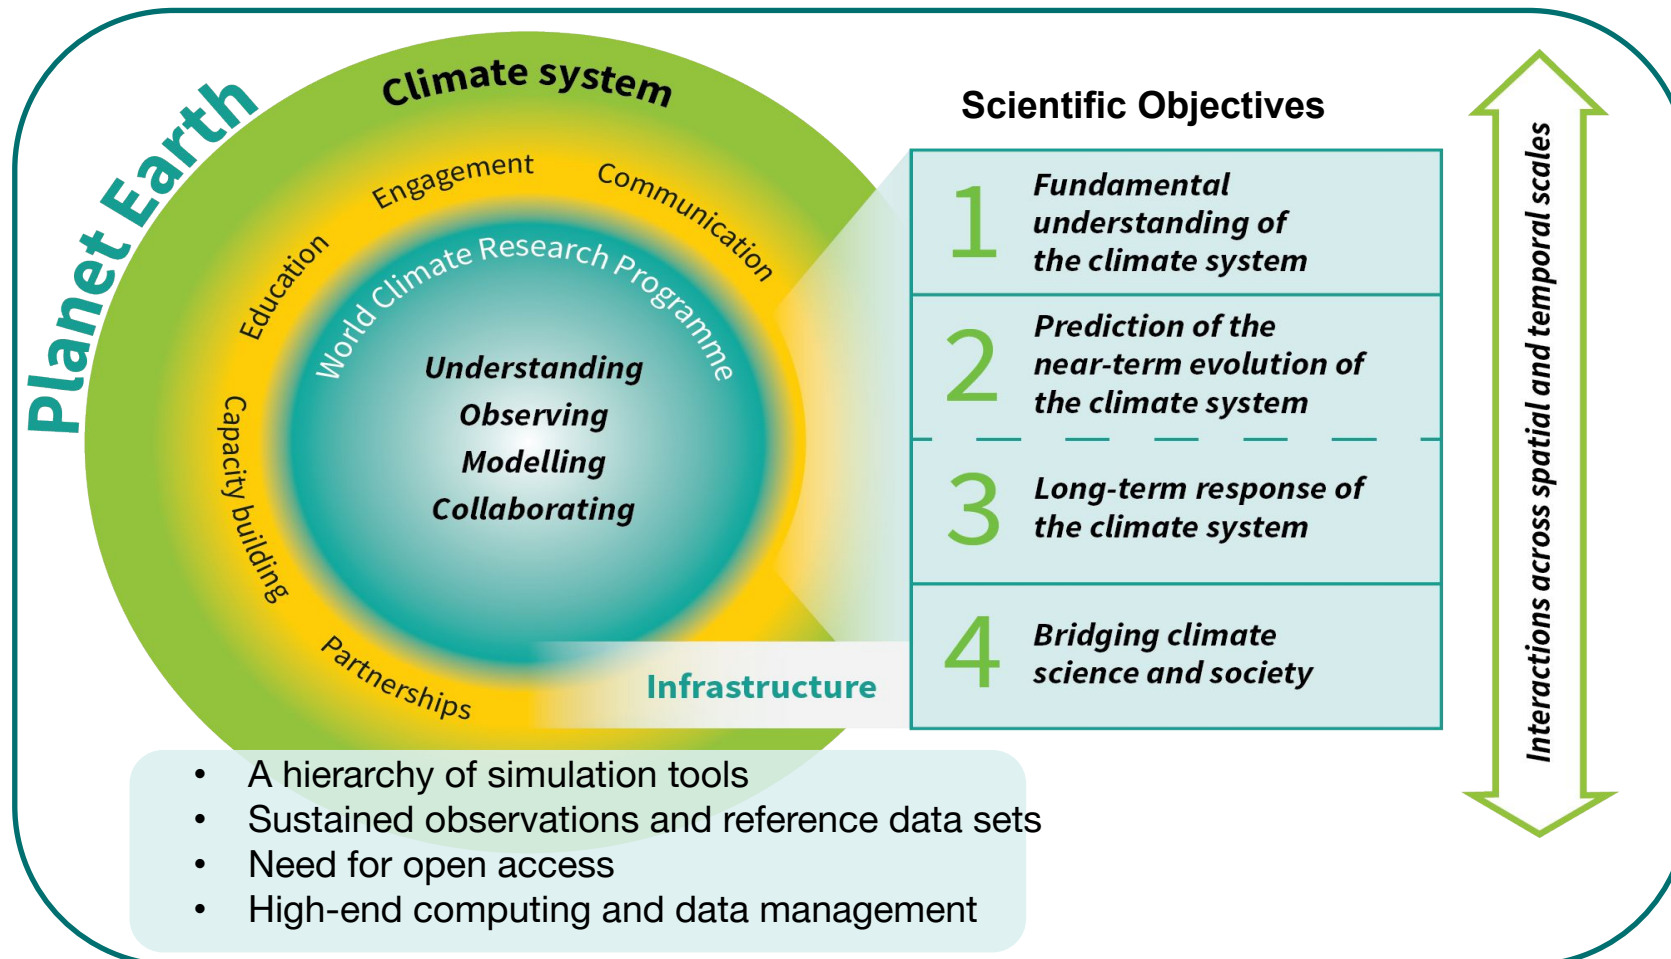 Planet Earth
Climate system
Engagement
Communication
Education
Capacity building
Partnerships
World Climate Research Programme
Understanding
Observing
Modelling
Collaborating
Infrastructure
• A hierarchy of simulation tools
• Sustained observations and reference data sets
• Need for open access
• High-end computing and data management
Scientific Objectives
1
Fundamental
understanding of
the climate system
2
Prediction of the
near-term evolution of
the climate system
3
Long-term response of
the climate system
4
Bridging climate
science and society
Interactions across spatial and temporal scales